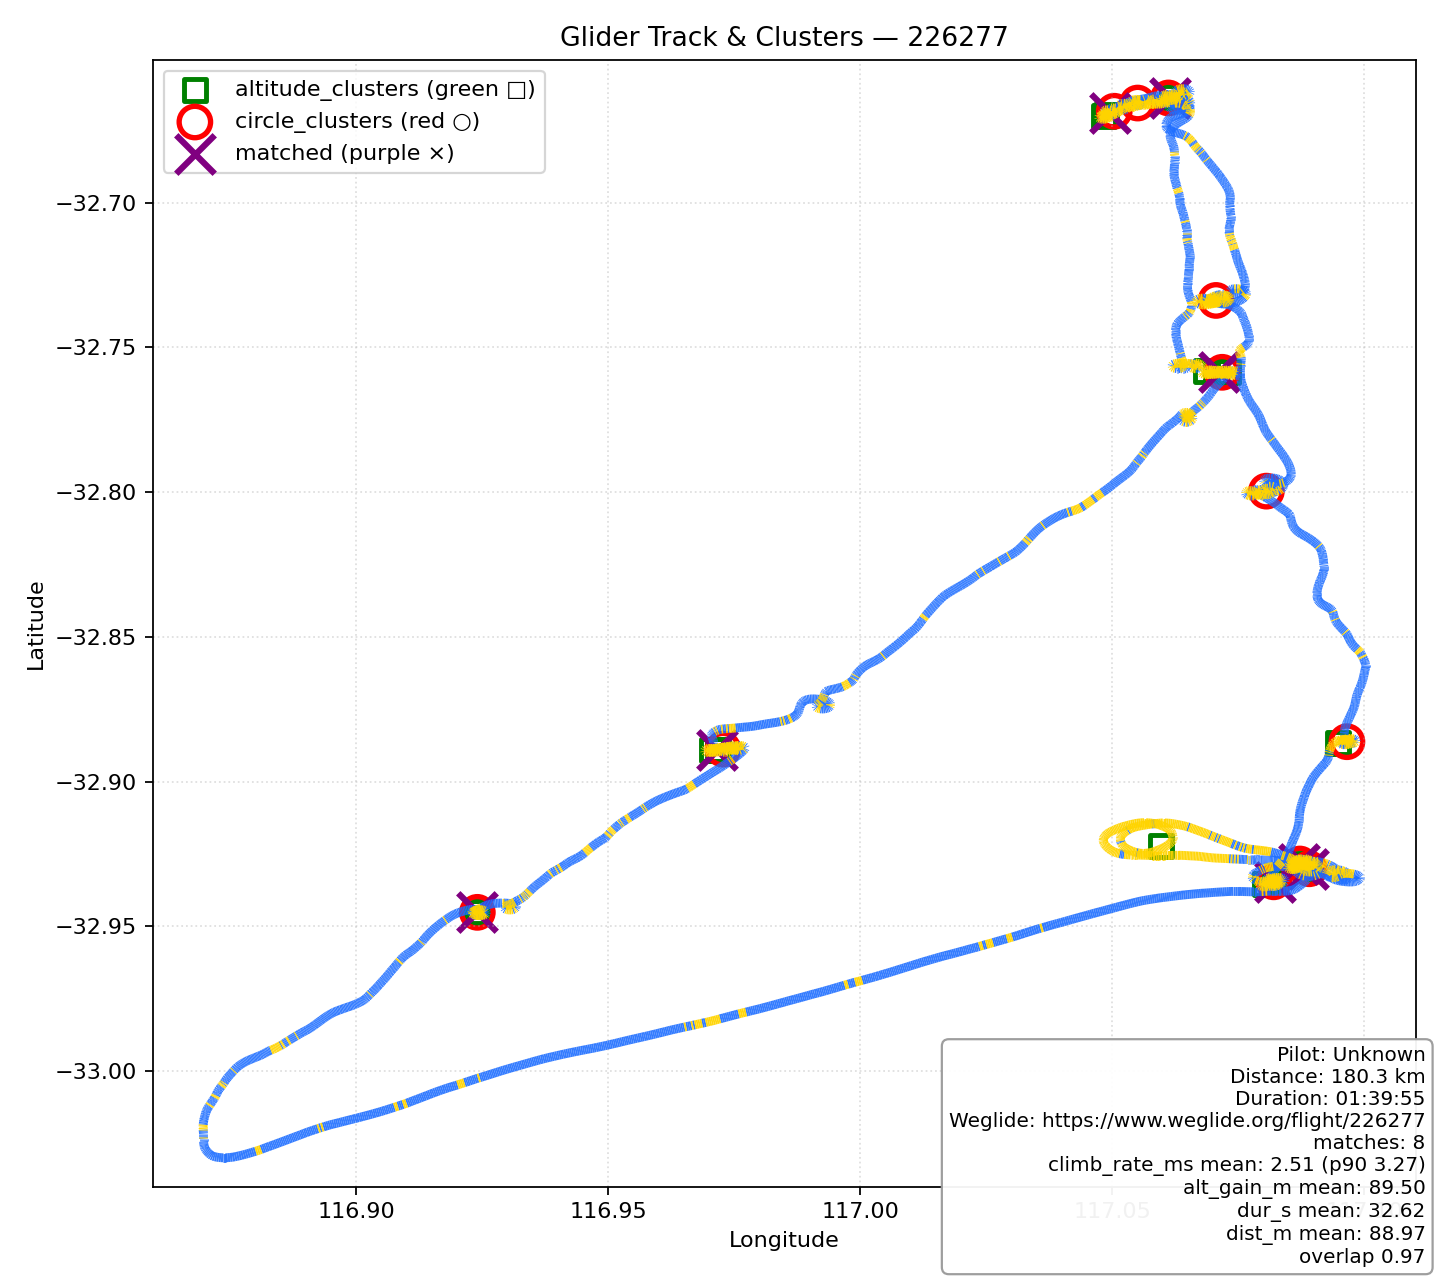 Glider Track & Clusters — 226277
altitude_clusters (green □)
circle_clusters (red ○)
matched (purple ×)
Latitude
−32.70
−32.75
−32.80
−32.85
−32.90
−32.95
−33.00
116.90
116.95
117.00
117.05
Longitude
Pilot: Unknown
Distance: 180.3 km
Duration: 01:39:55
Weglide: https://www.weglide.org/flight/226277
matches: 8
climb_rate_ms mean: 2.51 (p90 3.27)
alt_gain_m mean: 89.50
dur_s mean: 32.62
dist_m mean: 88.97
overlap 0.97